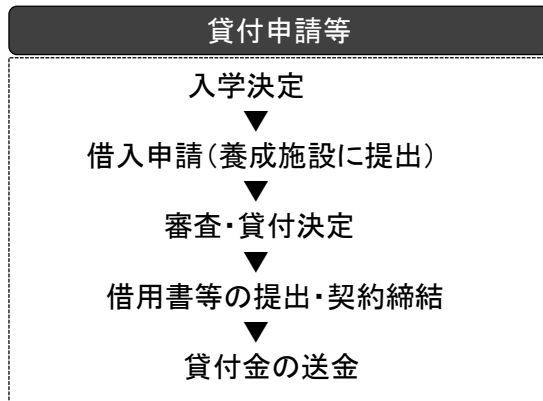 貸付申請等
入学決定
▼
借入申請(養成施設に提出)
▼
審査・貸付決定
▼
借用書等の提出・契約締結
▼
貸付金の送金